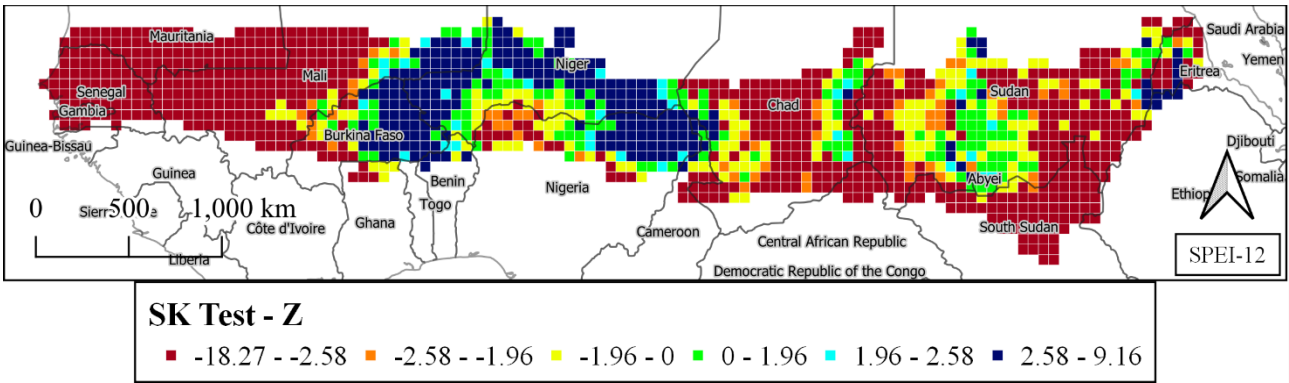 Saudi Arabia
Mauritania
Yemen
Niger
Eritrea
Mali
Senegal
Chad
Sudan
Gambia
Burkina Faso
Guinea-Bissau
Djibouti
Guinea
Benin
Nigeria
Abyei
Somalia
Togo
Ethiop
0 500 1,000 km
Sierr
Ghana
Côte d'Ivoire
Cameroon
South Sudan
Central African Republic
Liberia
Democratic Republic of the Congo
SPEI-12
SK Test - Z
-18.27 - -2.58 -2.58 - -1.96 -1.96 - 0 0 - 1.96 1.96 - 2.58 2.58 - 9.16